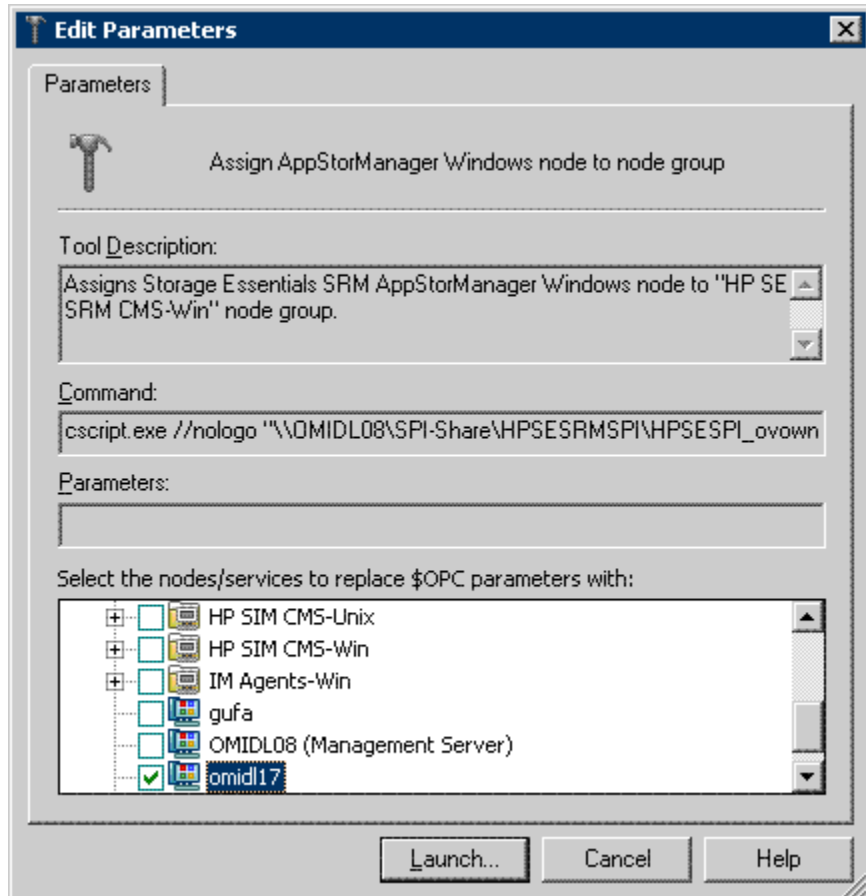 Edit Parameters
Parameters
Assign AppStorManager Windows node to node group
Tool Description:
Assigns Storage Essentials SRM AppStorManager Windows node to "HP SE
SRM CMS-Win" node group.
Command:
cscript.exe //nologo "\\OMIDL08\SPI-Share\HPSESRMSPI\HPSESPI_ovown
Parameters:
Select the nodes/services to replace $OPC parameters with:
HP SIM CMS-Unix
HP SIM CMS-Win
IM Agents-Win
gufa
OMIDL08 (Management Server)
omidl17
Launch... Cancel Help